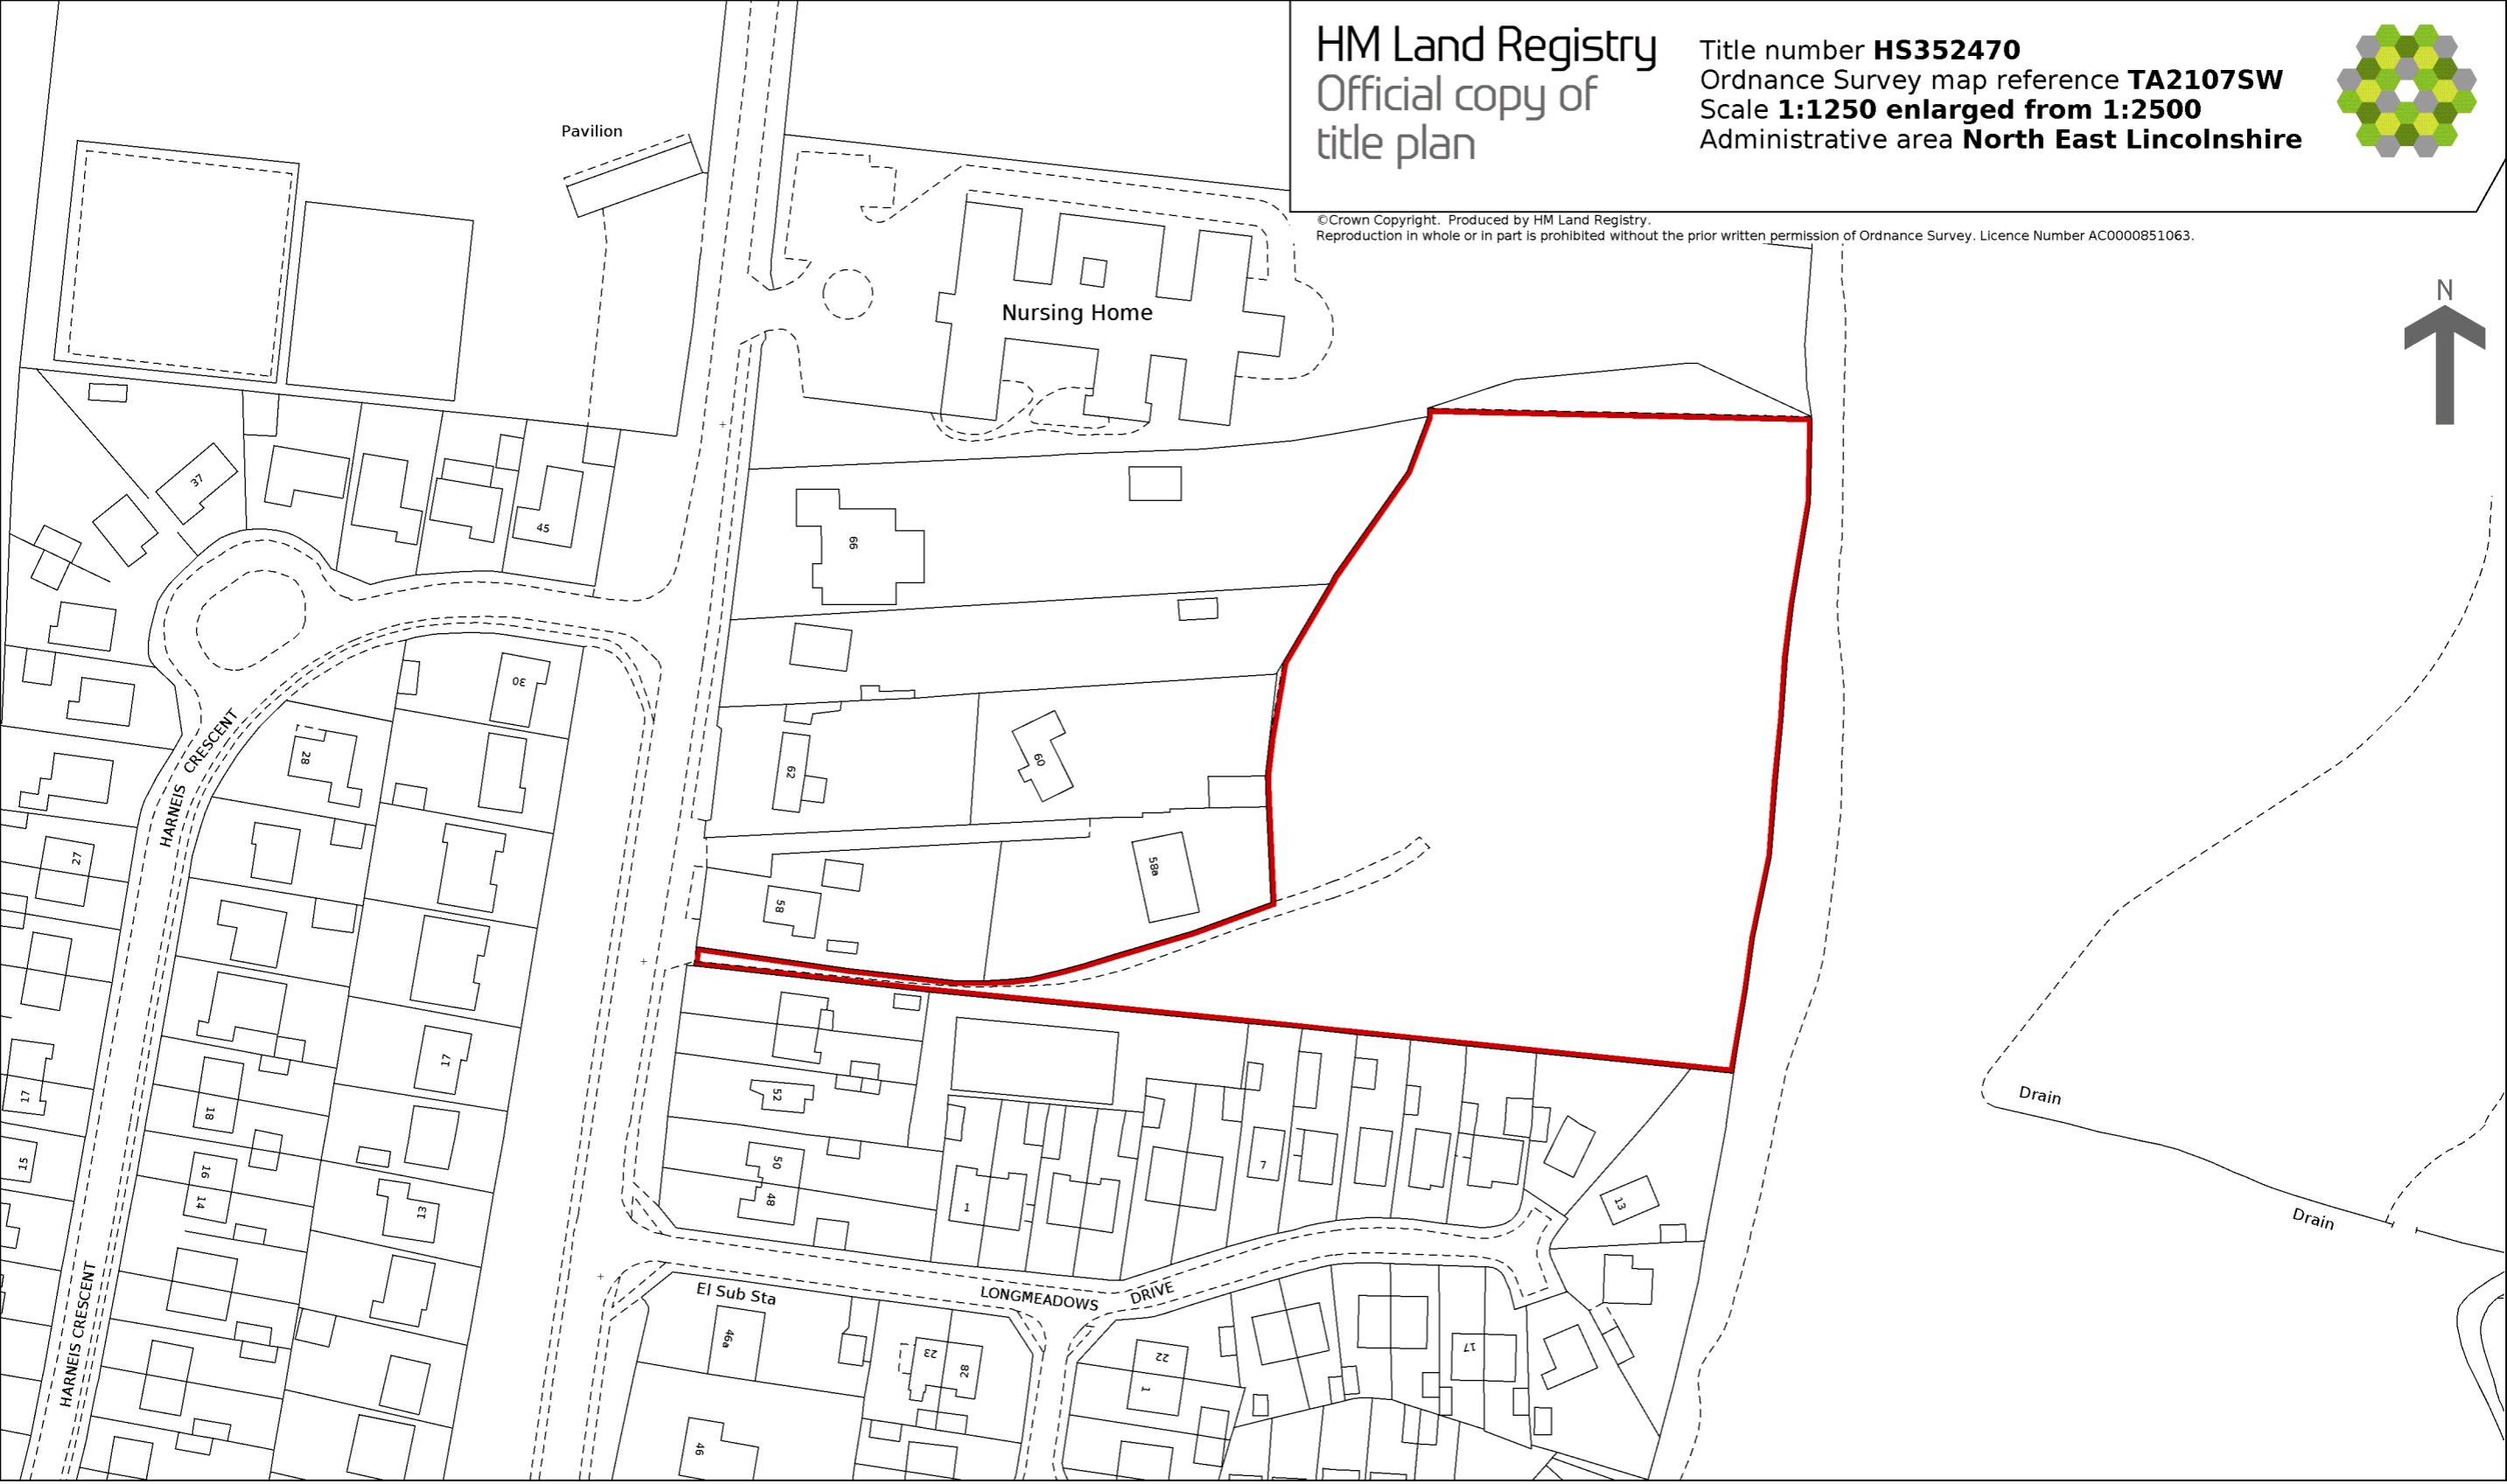 HM Land Registry
Official copy of
title plan
Title number HS352470
Ordnance Survey map reference TA2107SW
Scale 1:1250 enlarged from 1:2500
Administrative area North East Lincolnshire
©Crown Copyright. Produced by HM Land Registry.
Reproduction in whole or in part is prohibited without the prior written permission of Ordnance Survey. Licence Number AC0000851063.
Pavilion
N
Nursing Home
37
45
66
30
HARNEIS CRESCENT
28
62
60
27
58a
58
17
17
52
18
Drain
15
16
14
50
48
7
1
13
13
Drain
HARNEIS CRESCENT
El Sub Sta
LONGMEADOWS DRIVE
46a
23
28
22
1
17
46